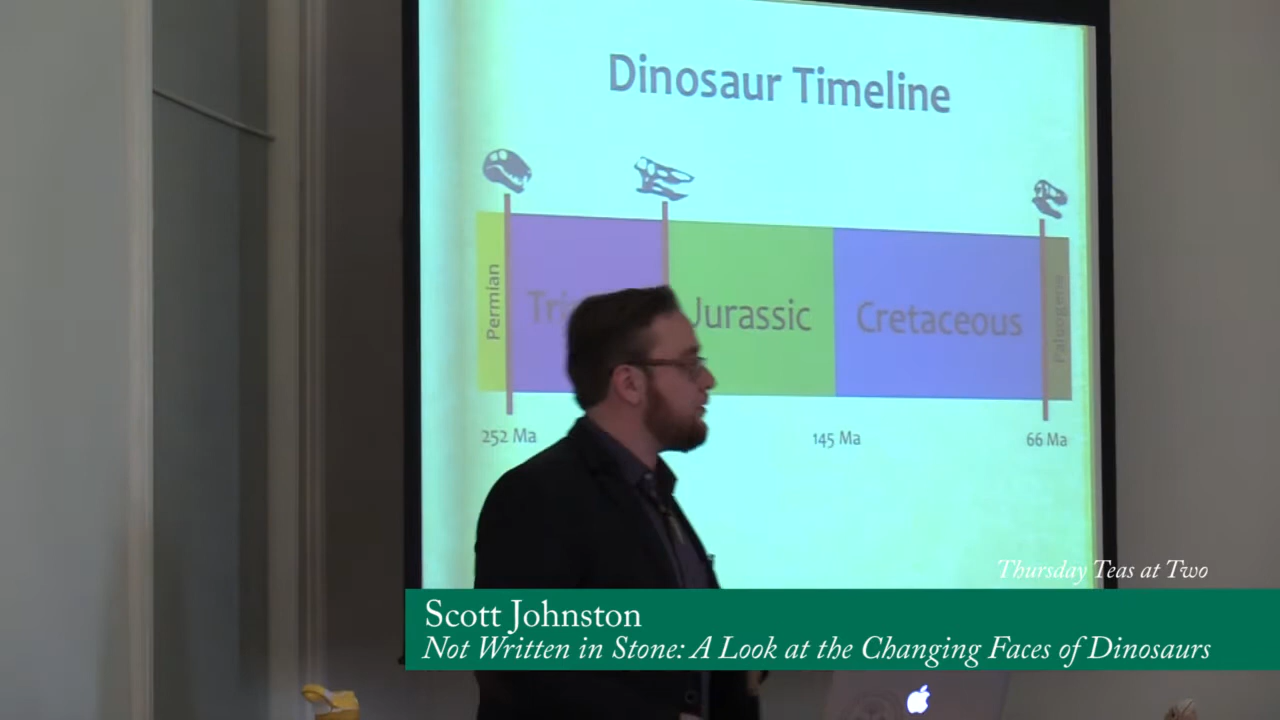 Dinosaur Timeline
Permian
Jurassic
Cretaceous
Paleogene
252 Ma
145 Ma
66 Ma
Thursday Teas at Two
Scott Johnston
Not Written in Stone: A Look at the Changing Faces of Dinosaurs